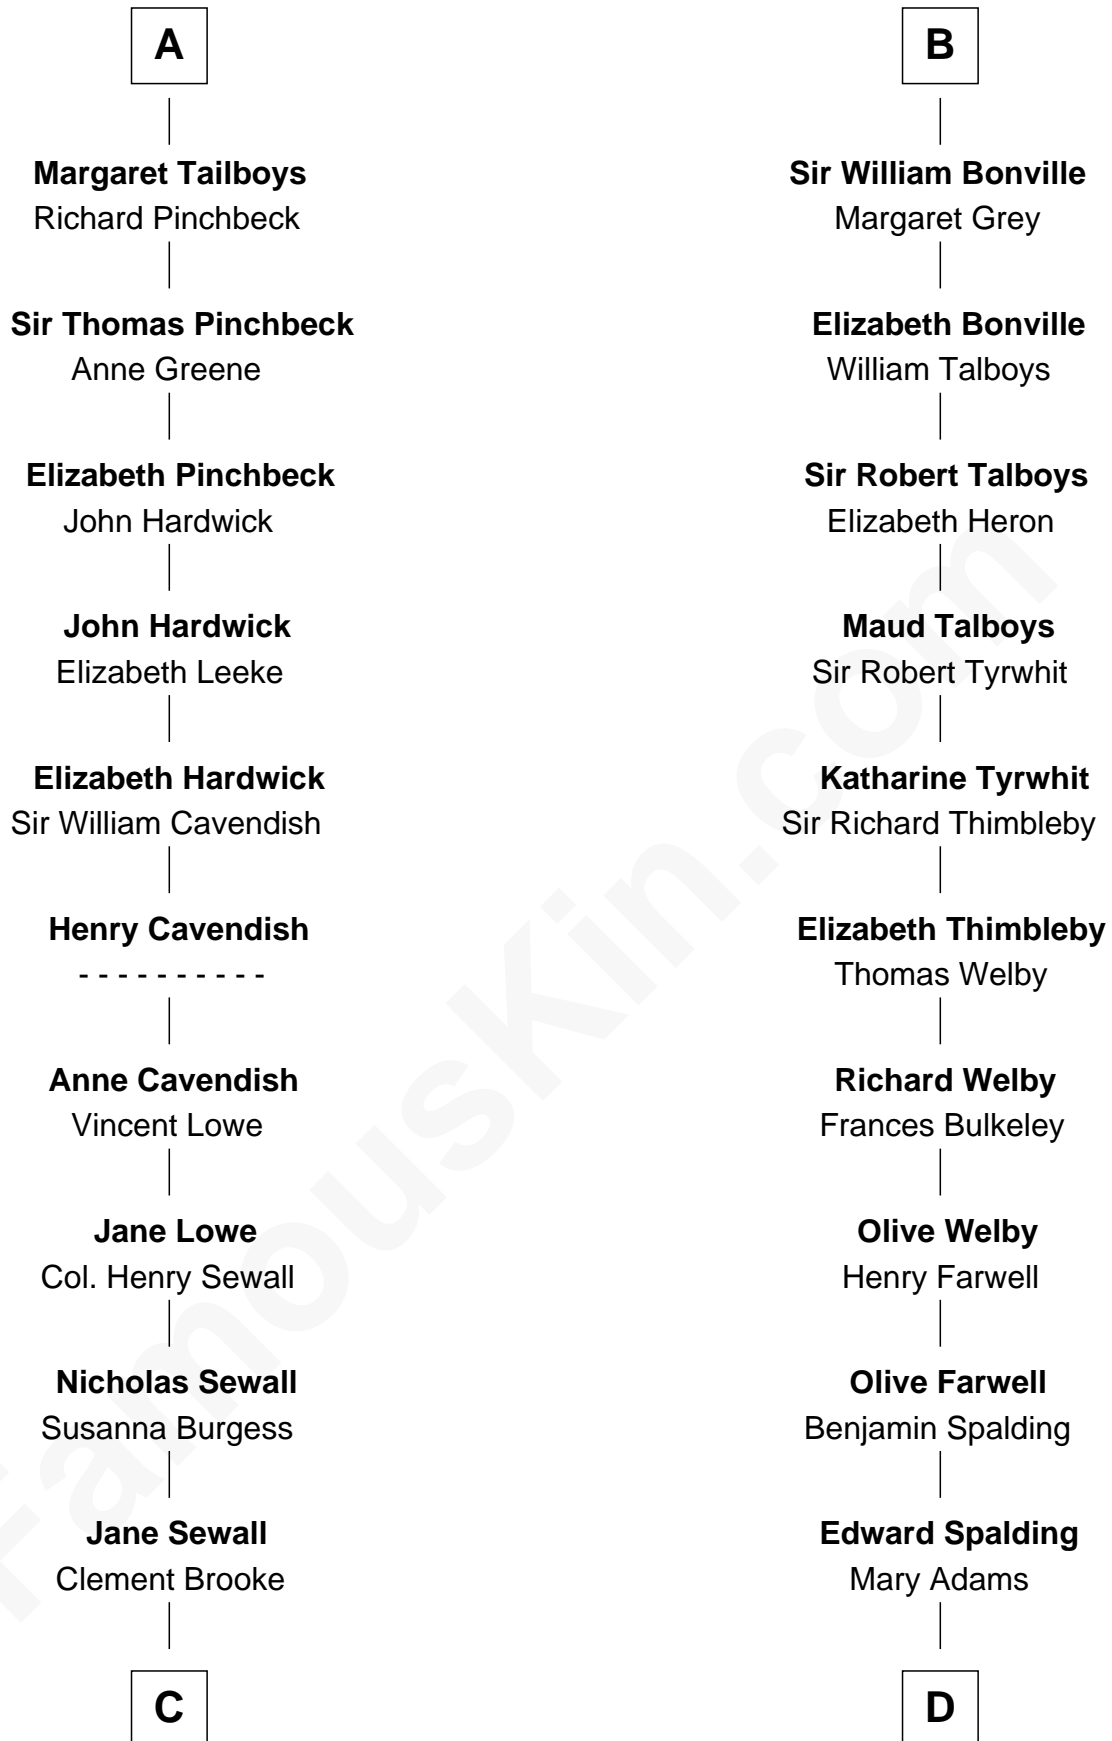 A
Margaret Tailboys
Richard Pinchbeck
Sir Thomas Pinchbeck
Anne Greene
Elizabeth Pinchbeck
John Hardwick
John Hardwick
Elizabeth Leeke
Elizabeth Hardwick
Sir William Cavendish
Henry Cavendish
- - - - - - - - - -
Anne Cavendish
Vincent Lowe
Jane Lowe
Col. Henry Sewall
Nicholas Sewall
Susanna Burgess
Jane Sewall
Clement Brooke
C
B
Sir William Bonville
Margaret Grey
Elizabeth Bonville
William Talboys
Sir Robert Talboys
Elizabeth Heron
Maud Talboys
Sir Robert Tyrwhit
Katharine Tyrwhit
Sir Richard Thimbleby
Elizabeth Thimbleby
Thomas Welby
Richard Welby
Frances Bulkeley
Olive Welby
Henry Farwell
Olive Farwell
Benjamin Spalding
Edward Spalding
Mary Adams
D
FamousKin.com